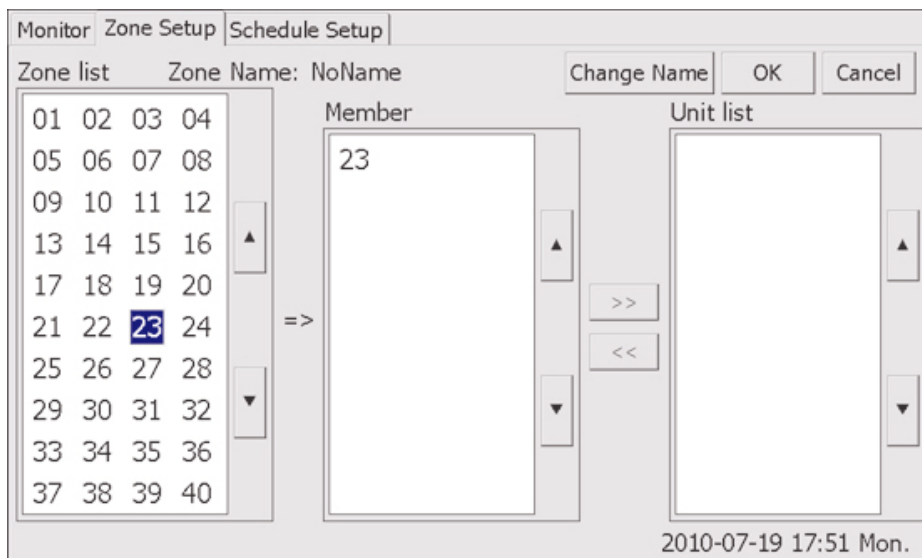 Monitor Zone Setup Schedule Setup
Zone list Zone Name: NoName Change Name OK Cancel
Member Unit list
01 02 03 04
05 06 07 08
09 10 11 12
13 14 15 16
17 18 19 20
21 22 23 24
25 26 27 28
29 30 31 32
33 34 35 36
37 38 39 40
=>
23
>>
<<
2010-07-19 17:51 Mon.